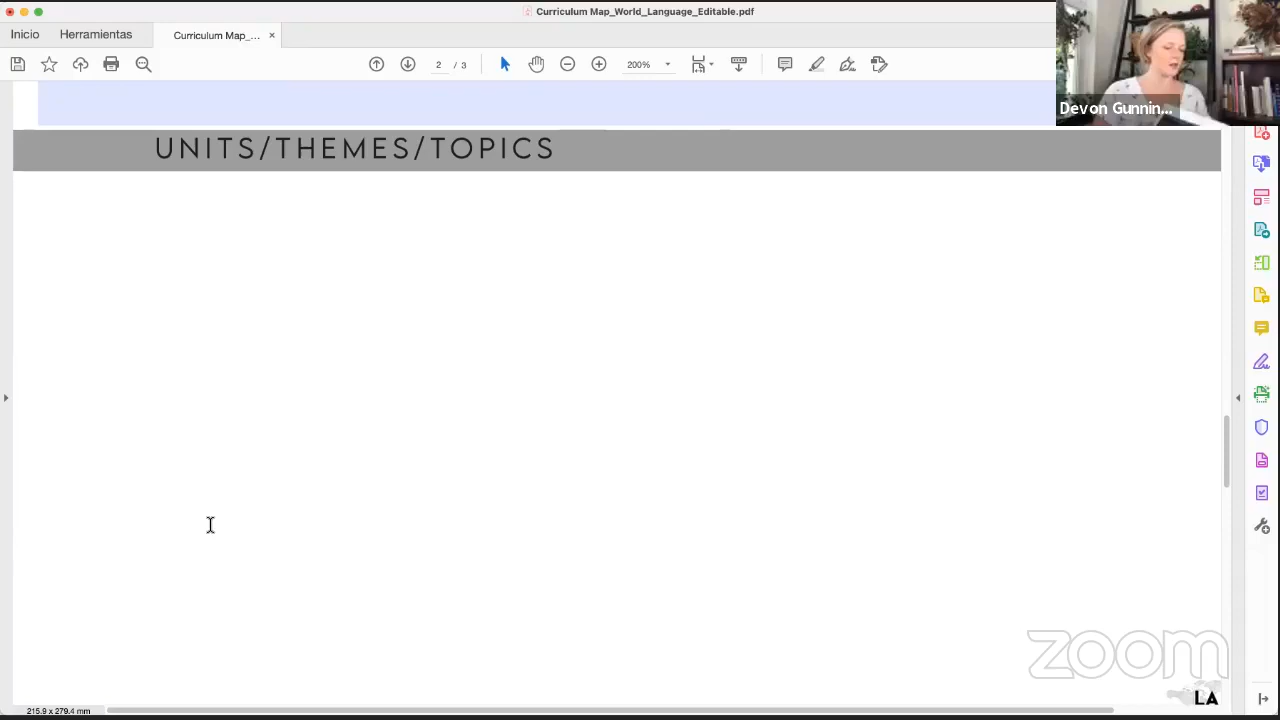 Curriculum Map_World_Language_Editable.pdf
Inicio
Herramientas
Curriculum Map_...
2 / 3
200%
Devon Gunnin...
UNITS/THEMES/TOPICS
zoom
LA
215.9 x 279.4 mm